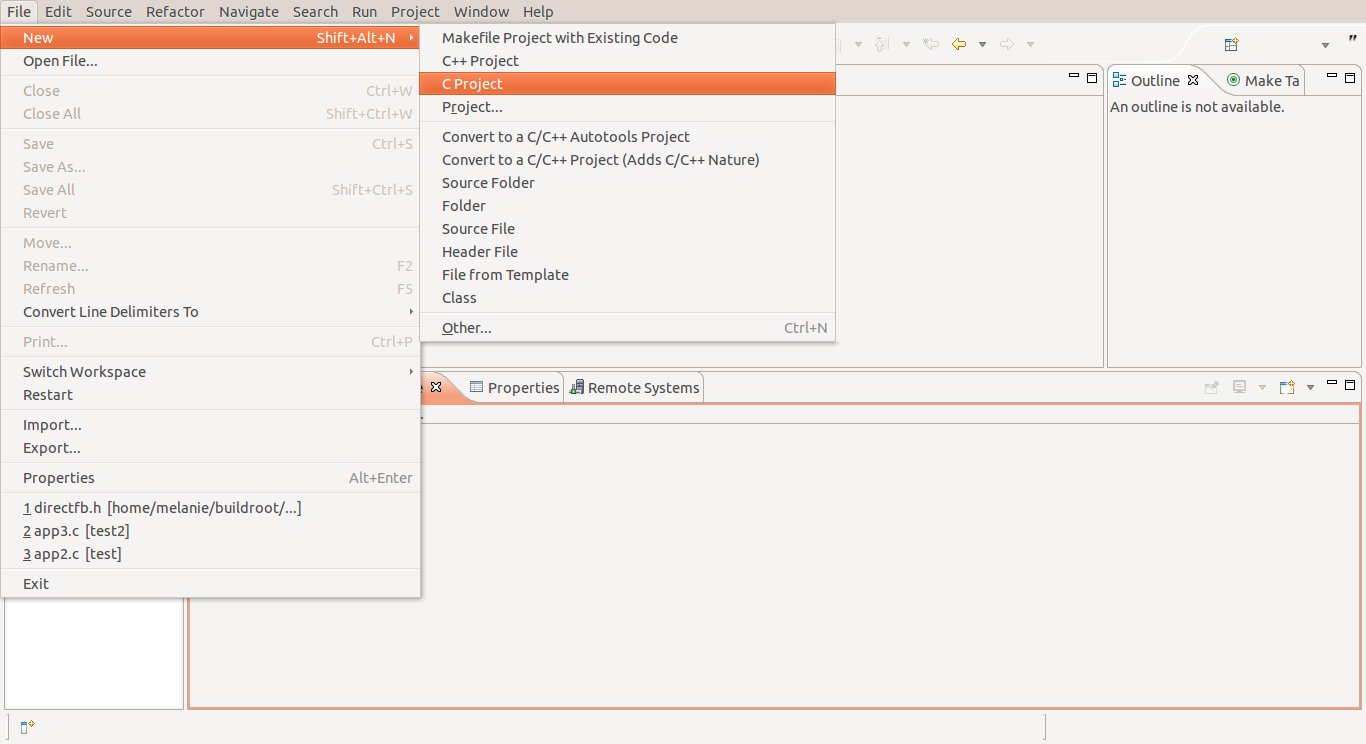 File Edit Source Refactor Navigate Search Run Project Window Help
New Shift+Alt+N
Open File...
Close Ctrl+W
Close All Shift+Ctrl+W
Save Ctrl+S
Save As...
Save All Shift+Ctrl+S
Revert
Move...
Rename... F2
Refresh F5
Convert Line Delimiters To
Print... Ctrl+P
Switch Workspace
Restart
Import...
Export...
Properties Alt+Enter
1 directfb.h [home/melanie/buildroot/...]
2 app3.c [test2]
3 app2.c [test]
Exit
Makefile Project with Existing Code
C++ Project
C Project
Project...
Convert to a C/C++ Autotools Project
Convert to a C/C++ Project (Adds C/C++ Nature)
Source Folder
Folder
Source File
Header File
File from Template
Class
Other... Ctrl+N
Outline Make Ta
An outline is not available.
Properties Remote Systems